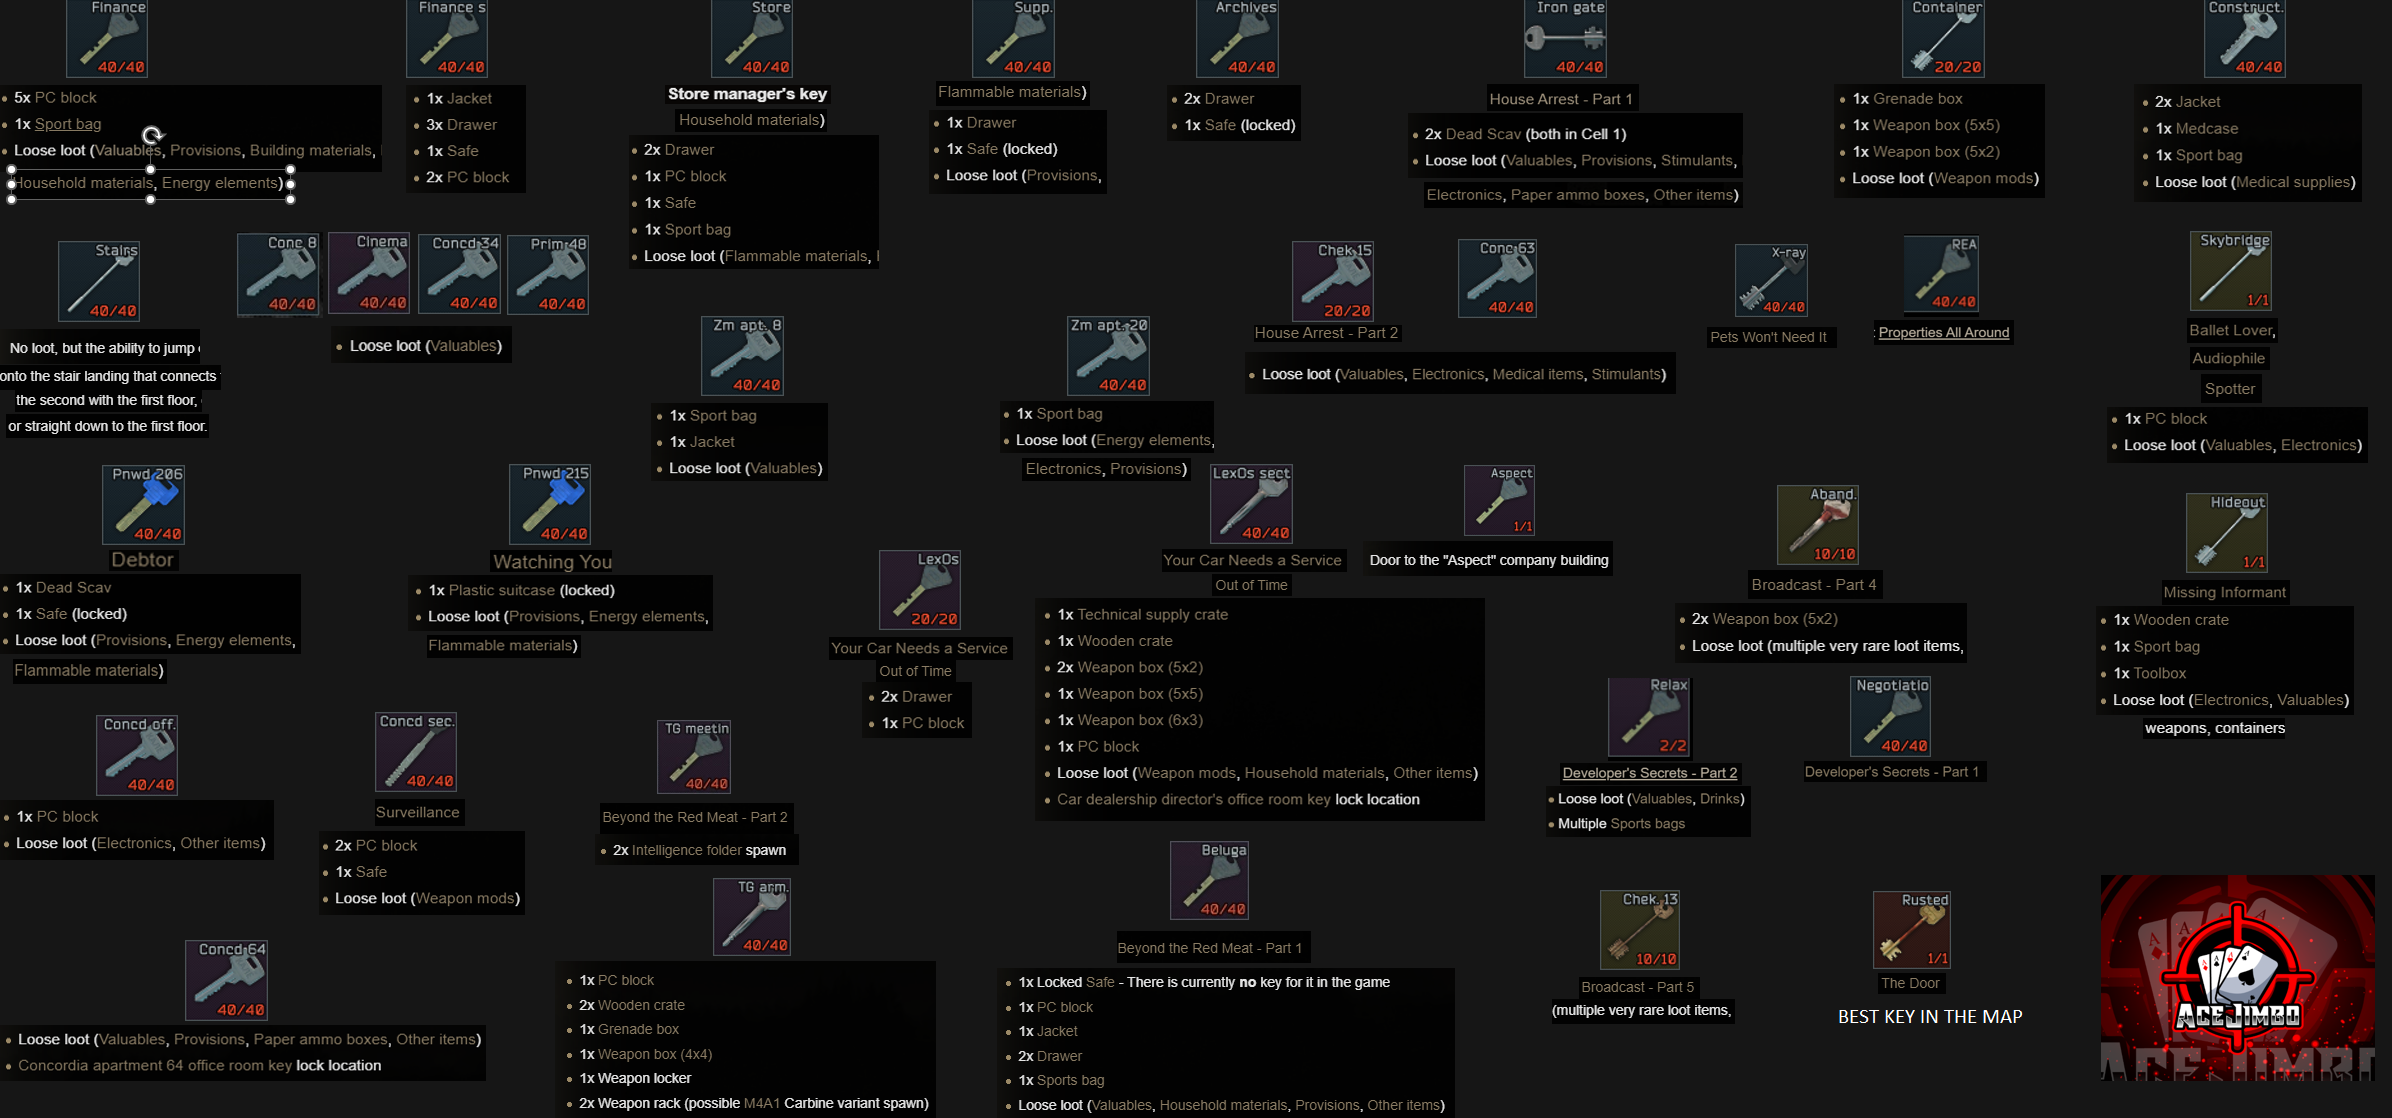 Finance
40/40
5x PC block
1x Sport bag
Loose loot (Valuables, Provisions, Building materials,
Household materials, Energy elements)
Finance s
40/40
1x Jacket
3x Drawer
1x Safe
2x PC block
Store
40/40
Store manager's key
Household materials)
2x Drawer
1x PC block
1x Safe
1x Sport bag
Loose loot (Flammable materials,
Supp.
40/40
Flammable materials)
1x Drawer
1x Safe (locked)
Loose loot (Provisions,
Archives
40/40
2x Drawer
1x Safe (locked)
Iron gate
40/40
House Arrest - Part 1
2x Dead Scav (both in Cell 1)
Loose loot (Valuables, Provisions, Stimulants,
Electronics, Paper ammo boxes, Other items)
Container
20/20
1x Grenade box
1x Weapon box (5x5)
1x Weapon box (5x2)
Loose loot (Weapon mods)
Construct.
40/40
2x Jacket
1x Medcase
1x Sport bag
Loose loot (Medical supplies)
Stairs
40/40
No loot, but the ability to jump
onto the stair landing that connects
the second with the first floor,
or straight down to the first floor.
Conc 8
40/40
Cinema
40/40
Concd 34
40/40
Prim 48
40/40
Loose loot (Valuables)
Zm apt. 8
40/40
1x Sport bag
1x Jacket
Loose loot (Valuables)
Zm apt. 20
40/40
1x Sport bag
Loose loot (Energy elements,
Electronics, Provisions)
Chek 15
20/20
House Arrest - Part 2
Conc 63
40/40
Loose loot (Valuables, Electronics, Medical items, Stimulants)
X-ray
40/40
Pets Won't Need It
REA
40/40
: Properties All Around
Skybridge
1/1
Ballet Lover,
Audiophile
Spotter
1x PC block
Loose loot (Valuables, Electronics)
Pnwd 206
40/40
Debtor
1x Dead Scav
1x Safe (locked)
Loose loot (Provisions, Energy elements,
Flammable materials)
Pnwd 215
40/40
Watching You
1x Plastic suitcase (locked)
Loose loot (Provisions, Energy elements,
Flammable materials)
LexOs
20/20
Your Car Needs a Service
Out of Time
2x Drawer
1x PC block
LexOs sect
40/40
Your Car Needs a Service
Out of Time
1x Technical supply crate
1x Wooden crate
2x Weapon box (5x2)
1x Weapon box (5x5)
1x Weapon box (6x3)
1x PC block
Loose loot (Weapon mods, Household materials, Other items)
Car dealership director's office room key lock location
Aspect
1/1
Door to the "Aspect" company building
Aband.
10/10
Broadcast - Part 4
2x Weapon box (5x2)
Loose loot (multiple very rare loot items,
Hideout
1/1
Missing Informant
1x Wooden crate
1x Sport bag
1x Toolbox
Loose loot (Electronics, Valuables)
weapons, containers
Concd off.
40/40
1x PC block
Loose loot (Electronics, Other items)
Concd sec.
40/40
Surveillance
2x PC block
1x Safe
Loose loot (Weapon mods)
TG meetin
40/40
Beyond the Red Meat - Part 2
2x Intelligence folder spawn
Relax
2/2
Developer's Secrets - Part 2
Loose loot (Valuables, Drinks)
Multiple Sports bags
Negotiatio
40/40
Developer's Secrets - Part 1
Concd 64
40/40
Loose loot (Valuables, Provisions, Paper ammo boxes, Other items)
Concordia apartment 64 office room key lock location
TG arm.
40/40
1x PC block
2x Wooden crate
1x Grenade box
1x Weapon box (4x4)
1x Weapon locker
2x Weapon rack (possible M4A1 Carbine variant spawn)
Beluga
40/40
Beyond the Red Meat - Part 1
1x Locked Safe - There is currently no key for it in the game
1x PC block
1x Jacket
2x Drawer
1x Sports bag
Loose loot (Valuables, Household materials, Provisions, Other items)
Chek. 13
10/10
Broadcast - Part 5
(multiple very rare loot items,
Rusted
1/1
The Door
BEST KEY IN THE MAP
ACEJIMBO